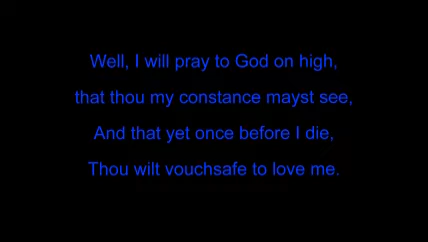 Well, I will pray to God on high,
that thou my constance mayst see,
And that yet once before I die,
Thou wilt vouchsafe to love me.